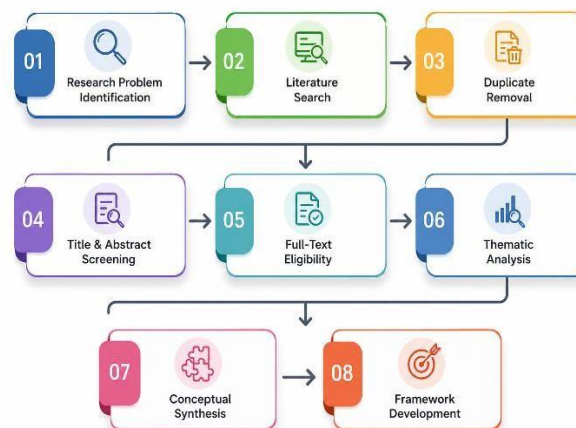 01
Research Problem
Identification
02
Literature
Search
03
Duplicate
Removal
04
Title & Abstract
Screening
05
Full-Text
Eligibility
06
Thematic
Analysis
07
Conceptual
Synthesis
08
Framework
Development